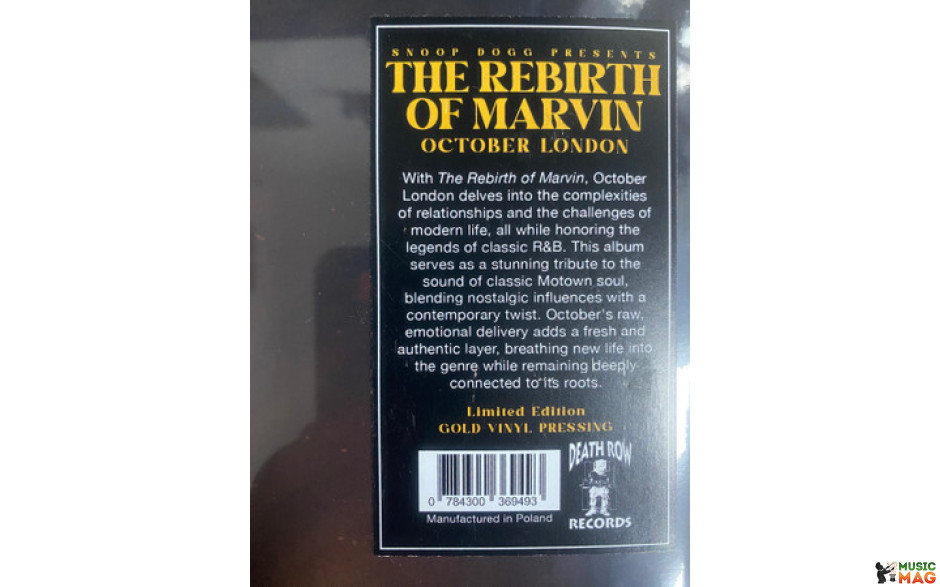 SNOOP DOGG PRESENTS
THE REBIRTH
OF MARVIN
OCTOBER LONDON
With The Rebirth of Marvin, October
London delves into the complexities
of relationships and the challenges of
modern life, all while honoring the
legends of classic R&B. This album
serves as a stunning tribute to the
sound of classic Motown soul,
blending nostalgic influences with a
contemporary twist. October's raw,
emotional delivery adds a fresh and
authentic layer, breathing new life into
the genre while remaining deeply
connected to it's roots.
Limited Edition
GOLD VINYL PRESSING
0 784300 369493
Manufactured in Poland
DEATH ROW
RECORDS
MUSIC
MAG